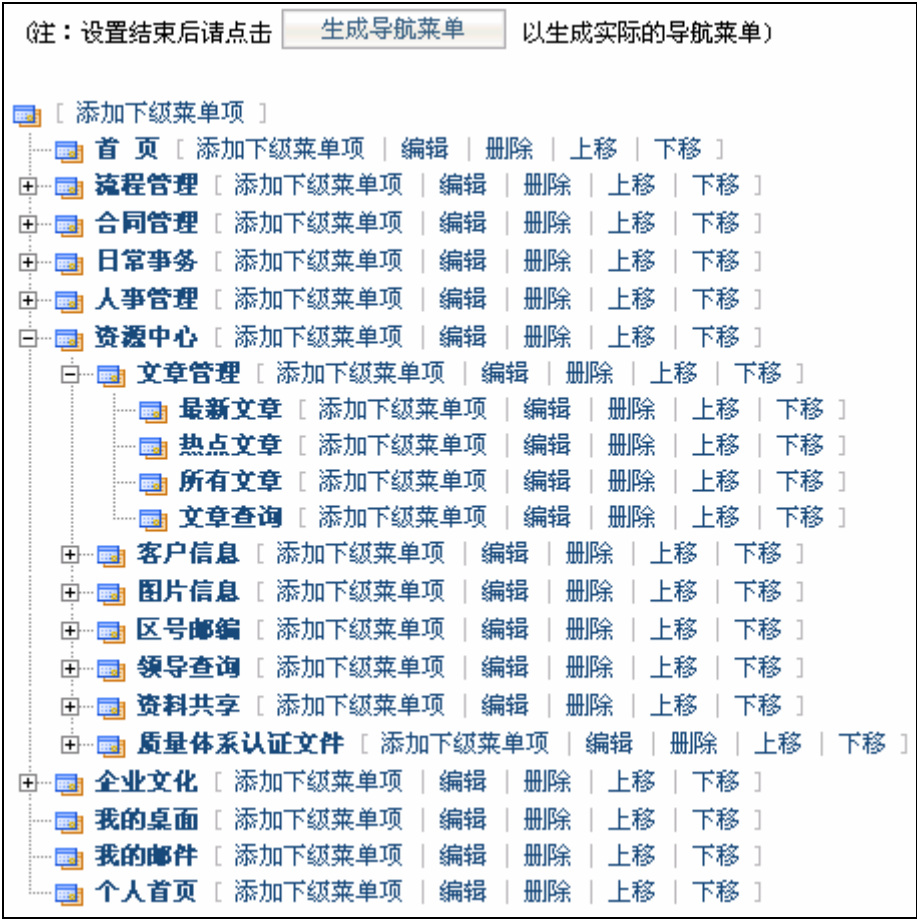 (注：设置结束后请点击 生成导航菜单 以生成实际的导航菜单)
[ 添加下级菜单项 ]
首 页 [ 添加下级菜单项 | 编辑 | 删除 | 上移 | 下移 ]
流程管理 [ 添加下级菜单项 | 编辑 | 删除 | 上移 | 下移 ]
合同管理 [ 添加下级菜单项 | 编辑 | 删除 | 上移 | 下移 ]
日常事务 [ 添加下级菜单项 | 编辑 | 删除 | 上移 | 下移 ]
人事管理 [ 添加下级菜单项 | 编辑 | 删除 | 上移 | 下移 ]
资源中心 [ 添加下级菜单项 | 编辑 | 删除 | 上移 | 下移 ]
文章管理 [ 添加下级菜单项 | 编辑 | 删除 | 上移 | 下移 ]
最新文章 [ 添加下级菜单项 | 编辑 | 删除 | 上移 | 下移 ]
热点文章 [ 添加下级菜单项 | 编辑 | 删除 | 上移 | 下移 ]
所有文章 [ 添加下级菜单项 | 编辑 | 删除 | 上移 | 下移 ]
文章查询 [ 添加下级菜单项 | 编辑 | 删除 | 上移 | 下移 ]
客户信息 [ 添加下级菜单项 | 编辑 | 删除 | 上移 | 下移 ]
图片信息 [ 添加下级菜单项 | 编辑 | 删除 | 上移 | 下移 ]
区号邮编 [ 添加下级菜单项 | 编辑 | 删除 | 上移 | 下移 ]
领导查询 [ 添加下级菜单项 | 编辑 | 删除 | 上移 | 下移 ]
资料共享 [ 添加下级菜单项 | 编辑 | 删除 | 上移 | 下移 ]
质量体系认证文件 [ 添加下级菜单项 | 编辑 | 删除 | 上移 | 下移 ]
企业文化 [ 添加下级菜单项 | 编辑 | 删除 | 上移 | 下移 ]
我的桌面 [ 添加下级菜单项 | 编辑 | 删除 | 上移 | 下移 ]
我的邮件 [ 添加下级菜单项 | 编辑 | 删除 | 上移 | 下移 ]
个人首页 [ 添加下级菜单项 | 编辑 | 删除 | 上移 | 下移 ]